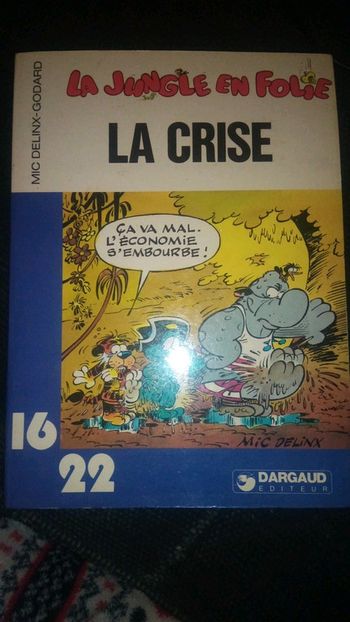 MIC DELINX-GODARD
LA JUNGLE EN FOLIE
LA CRISE
ÇA VA MAL.
L'ÉCONOMIE
S'EMBOURBE!
MIC DELINX
16
22
DARGAUD
EDITEUR